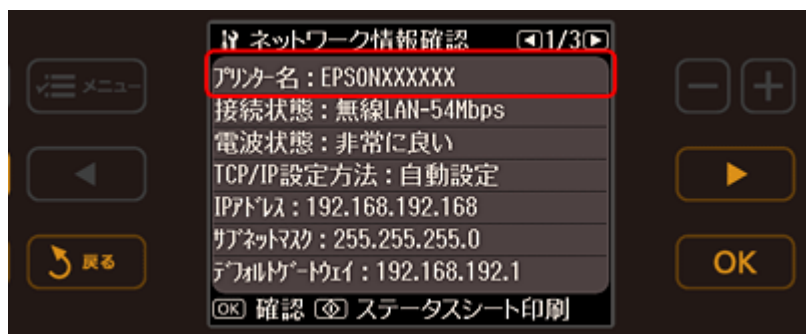 ネットワーク情報確認 1/3
プリンター名：EPSONXXXXXX
接続状態：無線LAN-54Mbps
電波状態：非常に良い
TCP/IP設定方法：自動設定
IPアドレス：192.168.192.168
サブネットマスク：255.255.255.0
デフォルトゲートウェイ：192.168.192.1
OK 確認 ステータスシート印刷
メニュー
戻る
OK